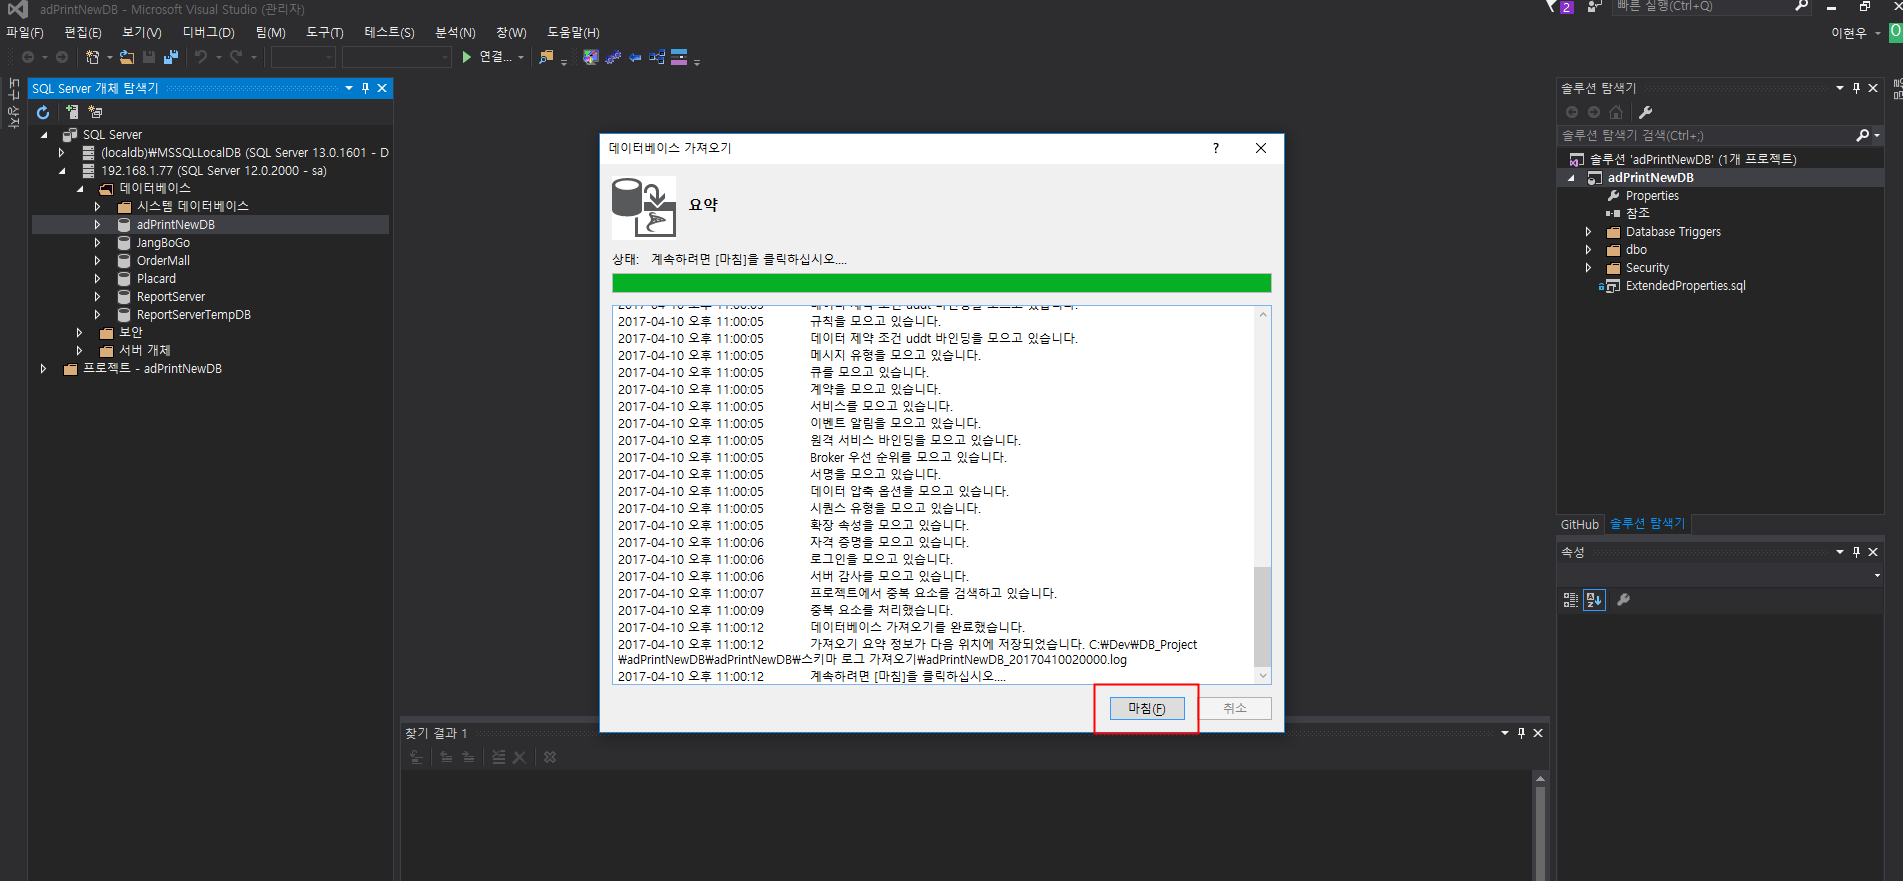 adPrintNewDB - Microsoft Visual Studio (관리자)
2
빠른 실행(Ctrl+Q)
파일(F) 편집(E) 보기(V) 디버그(D) 팀(M) 도구(T) 테스트(S) 분석(N) 창(W) 도움말(H)
이현우
연결...
도구 상자
SQL Server 개체 탐색기
SQL Server
(localdb)₩MSSQLLocalDB (SQL Server 13.0.1601 - D
192.168.1.77 (SQL Server 12.0.2000 - sa)
데이터베이스
시스템 데이터베이스
adPrintNewDB
JangBoGo
OrderMall
Placard
ReportServer
ReportServerTempDB
보안
서버 개체
프로젝트 - adPrintNewDB
데이터베이스 가져오기
?
요약
상태: 계속하려면 [마침]을 클릭하십시오....
2017-04-10 오후 11:00:05 데이터 제약 조건 uddt 바인딩을 모으고 있습니다.
2017-04-10 오후 11:00:05 규칙을 모으고 있습니다.
2017-04-10 오후 11:00:05 데이터 제약 조건 uddt 바인딩을 모으고 있습니다.
2017-04-10 오후 11:00:05 메시지 유형을 모으고 있습니다.
2017-04-10 오후 11:00:05 큐를 모으고 있습니다.
2017-04-10 오후 11:00:05 계약을 모으고 있습니다.
2017-04-10 오후 11:00:05 서비스를 모으고 있습니다.
2017-04-10 오후 11:00:05 이벤트 알림을 모으고 있습니다.
2017-04-10 오후 11:00:05 원격 서비스 바인딩을 모으고 있습니다.
2017-04-10 오후 11:00:05 Broker 우선 순위를 모으고 있습니다.
2017-04-10 오후 11:00:05 서명을 모으고 있습니다.
2017-04-10 오후 11:00:05 데이터 압축 옵션을 모으고 있습니다.
2017-04-10 오후 11:00:05 시퀀스 유형을 모으고 있습니다.
2017-04-10 오후 11:00:05 확장 속성을 모으고 있습니다.
2017-04-10 오후 11:00:06 자격 증명을 모으고 있습니다.
2017-04-10 오후 11:00:06 로그인을 모으고 있습니다.
2017-04-10 오후 11:00:06 서버 감사를 모으고 있습니다.
2017-04-10 오후 11:00:07 프로젝트에서 중복 요소를 검색하고 있습니다.
2017-04-10 오후 11:00:09 중복 요소를 처리했습니다.
2017-04-10 오후 11:00:12 데이터베이스 가져오기를 완료했습니다.
2017-04-10 오후 11:00:12 가져오기 요약 정보가 다음 위치에 저장되었습니다. C:₩Dev₩DB_Project
₩adPrintNewDB₩adPrintNewDB₩스키마 로그 가져오기₩adPrintNewDB_20170410020000.log
2017-04-10 오후 11:00:12 계속하려면 [마침]을 클릭하십시오....
마침(F) 취소
찾기 결과 1
솔루션 탐색기
솔루션 탐색기 검색(Ctrl+;)
솔루션 'adPrintNewDB' (1개 프로젝트)
adPrintNewDB
Properties
참조
Database Triggers
dbo
Security
ExtendedProperties.sql
GitHub 솔루션 탐색기
속성